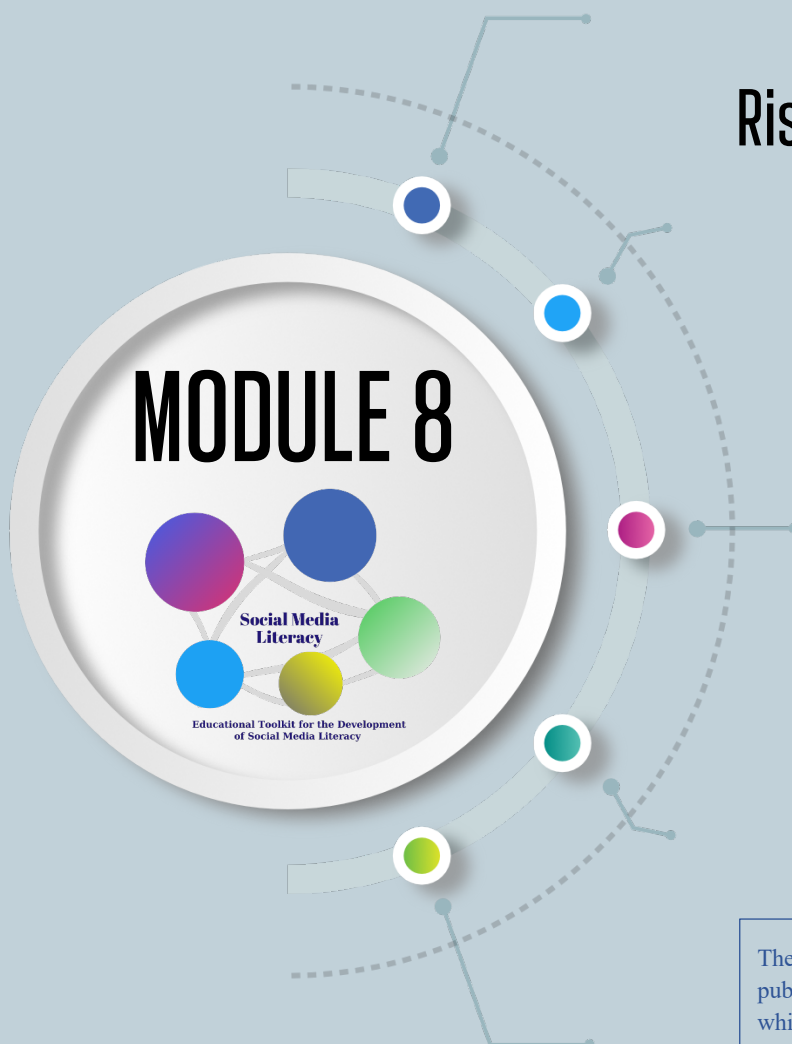 Ris
MODULE 8
Social Media
Literacy
Educational Toolkit for the Development
of Social Media Literacy
The
pub
whi